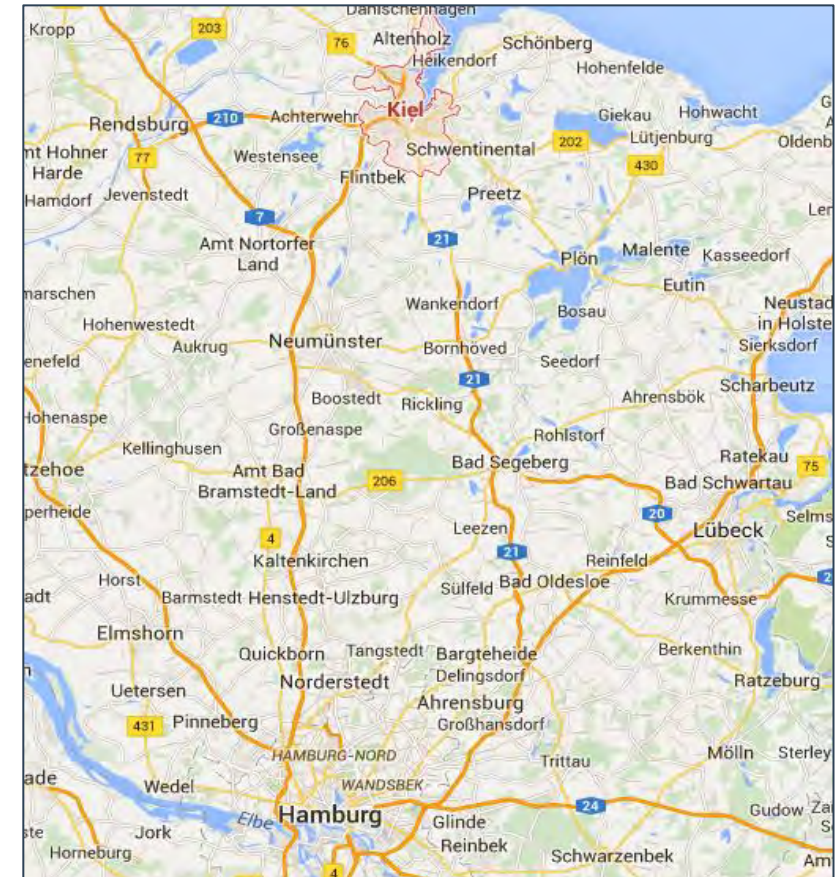 Dänischenhagen
Kropp
203
76
Altenholz
Schönberg
Heikendorf
Hohenfelde
Kiel
210
Achterwehr
Rendsburg
Giekau
Hohwacht
Lütjenburg
202
Oldenb
nt Hohner
Harde
77
Westensee
Schwentinental
430
Flintbek
Hamdorf
Jevenstedt
Preetz
7
21
Amt Nortorfer
Land
Plön
Malente
Kasseedorf
Eutin
marschen
Wankendorf
Bosau
Neustad
in Holste
Hohenwestedt
Aukrug
Neumünster
Bornhöved
Sierksdorf
enefeld
Seedorf
21
Scharbeutz
Boostedt
Rickling
Ahrensbök
Hohenaspe
Großenaspe
Rohlstorf
Kellinghusen
Ratekau
tzehoe
Amt Bad
Bramstedt-Land
Bad Segeberg
75
206
Bad Schwartau
perheide
20
Selms
Leezen
Lübeck
4
21
Kaltenkirchen
Reinfeld
Horst
Sülfeld
Bad Oldesloe
2
adt
Barmstedt
Henstedt-Ulzburg
Krummesse
Elmshorn
Quickborn
Tangstedt
Bargteheide
Berkenthin
Delingsdorf
Norderstedt
Ratzeburg
Uetersen
Ahrensburg
431
Pinneberg
Großhansdorf
HAMBURG-NORD
Mölln
Sterley
Trittau
ade
Wedel
WANDSBEK
24
Elbe
Hamburg
Gudow
Za
Glinde
Jork
Reinbek
Horneburg
Schwarzenbek
Am
4